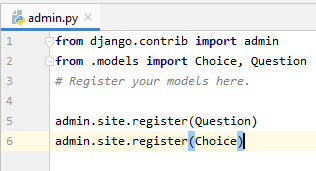 admin.py
1 from django.contrib import admin
2 from .models import Choice, Question
3 # Register your models here.
4
5 admin.site.register(Question)
6 admin.site.register(Choice)